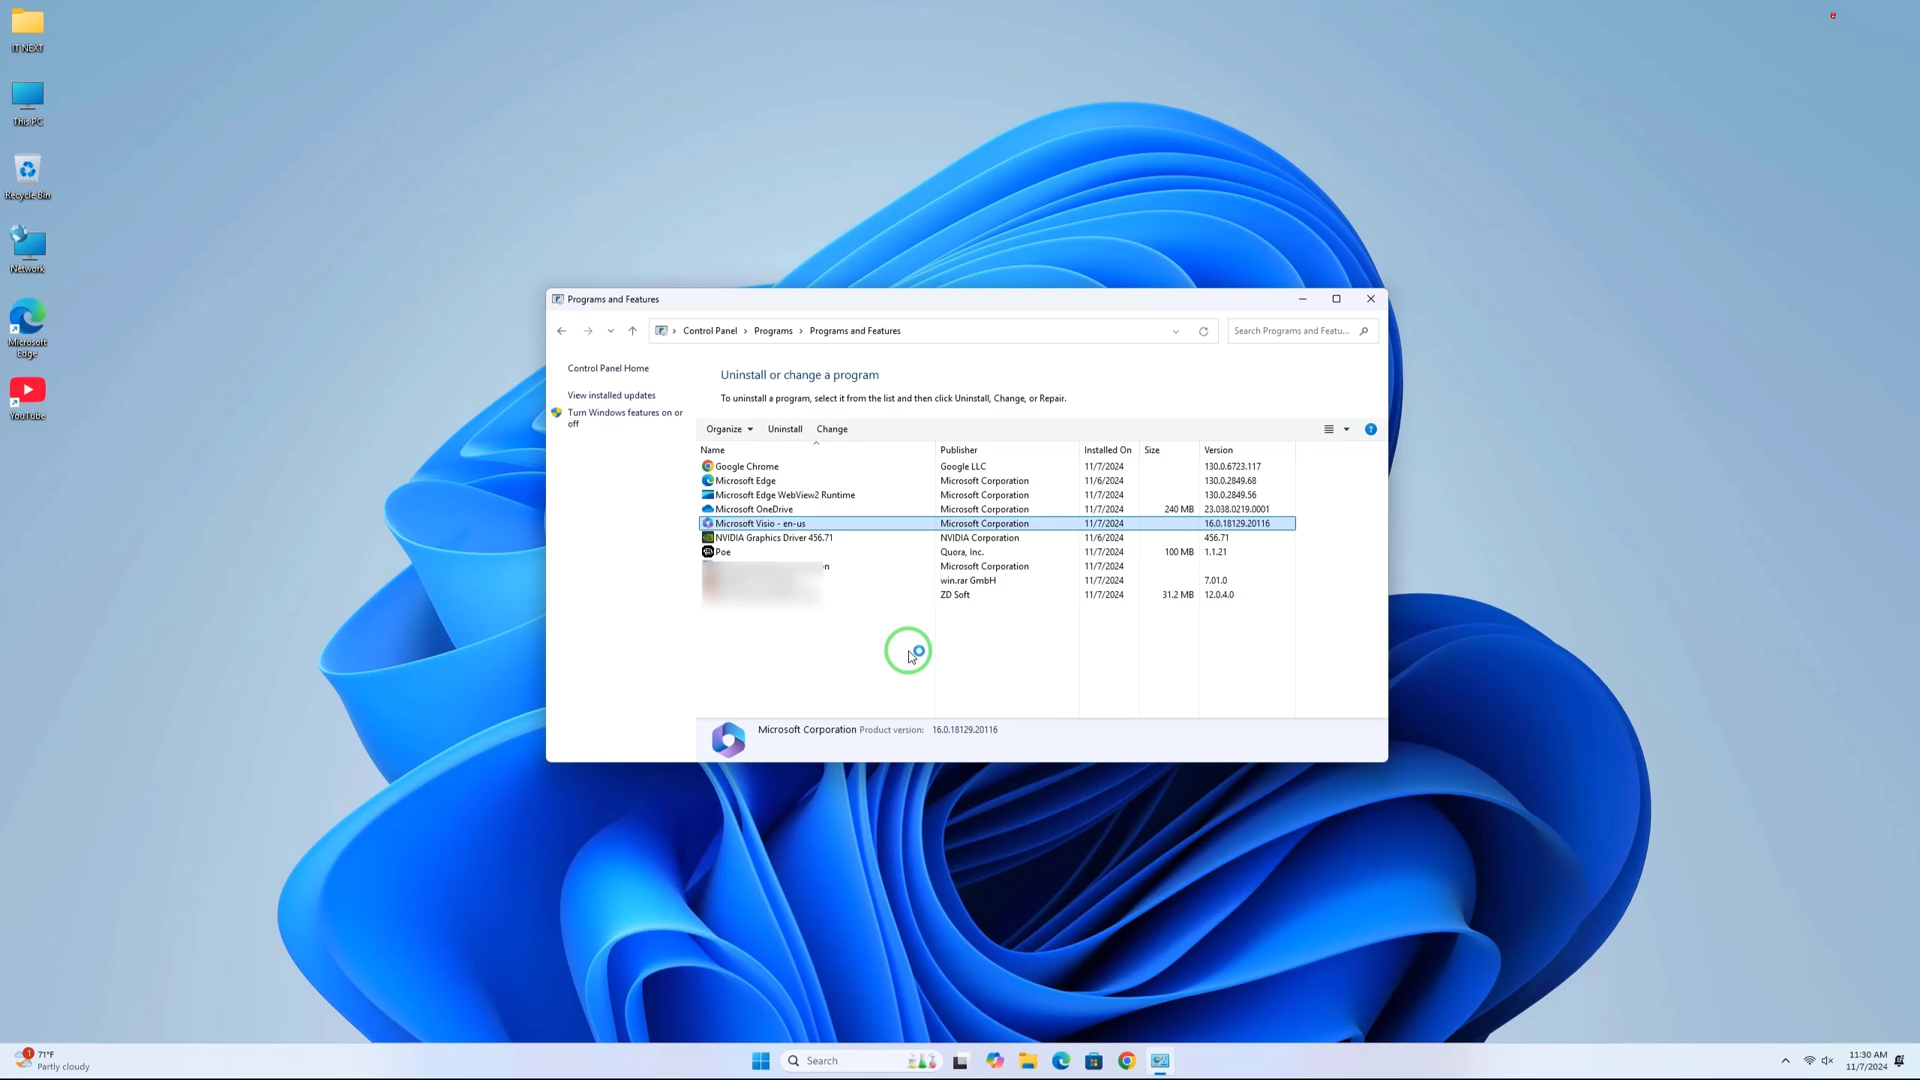 IT NEXT
This PC
Recycle Bin
Network
Microsoft
Edge
YouTube
Programs and Features
Control Panel > Programs > Programs and Features
Search Programs and Featu...
Control Panel Home
View installed updates
Turn Windows features on or
off
Uninstall or change a program
To uninstall a program, select it from the list and then click Uninstall, Change, or Repair.
Organize Uninstall Change
Name Publisher Installed On Size Version
Google Chrome Google LLC 11/7/2024 130.0.6723.117
Microsoft Edge Microsoft Corporation 11/6/2024 130.0.2849.68
Microsoft Edge WebView2 Runtime Microsoft Corporation 11/7/2024 130.0.2849.56
Microsoft OneDrive Microsoft Corporation 11/7/2024 240 MB 23.038.0219.0001
Microsoft Visio - en-us Microsoft Corporation 11/7/2024 16.0.18129.20116
NVIDIA Graphics Driver 456.71 NVIDIA Corporation 11/6/2024 456.71
Poe Quora, Inc. 11/7/2024 100 MB 1.1.21
Microsoft Corporation 11/7/2024
win.rar GmbH 11/7/2024 7.01.0
ZD Soft 11/7/2024 31.2 MB 12.0.4.0
Microsoft Corporation Product version: 16.0.18129.20116
1
71°F
Partly cloudy
Search
11:30 AM
11/7/2024